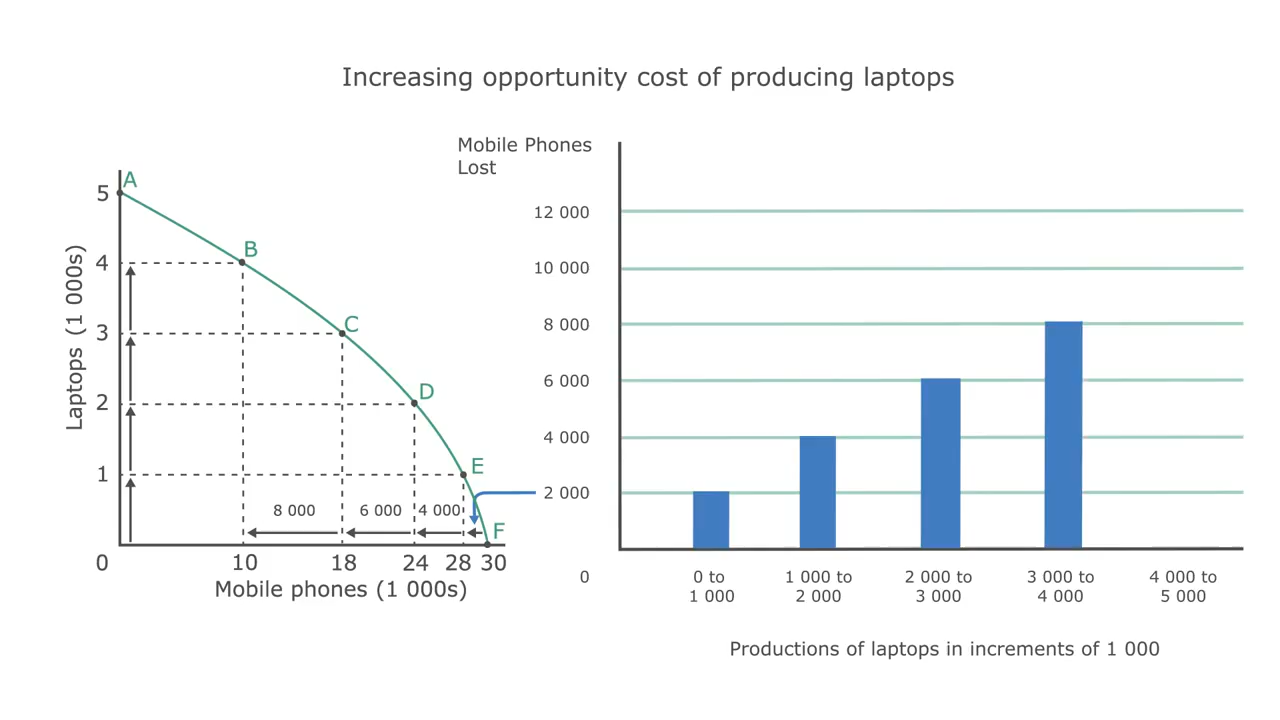 Increasing opportunity cost of producing laptops
Laptops (1 000s)
5
4
3
2
1
0
A
B
C
D
E
F
8 000
6 000
4 000
10
18
24
28
30
Mobile phones (1 000s)
Mobile Phones
Lost
12 000
10 000
8 000
6 000
4 000
2 000
0
0 to
1 000
1 000 to
2 000
2 000 to
3 000
3 000 to
4 000
4 000 to
5 000
Productions of laptops in increments of 1 000